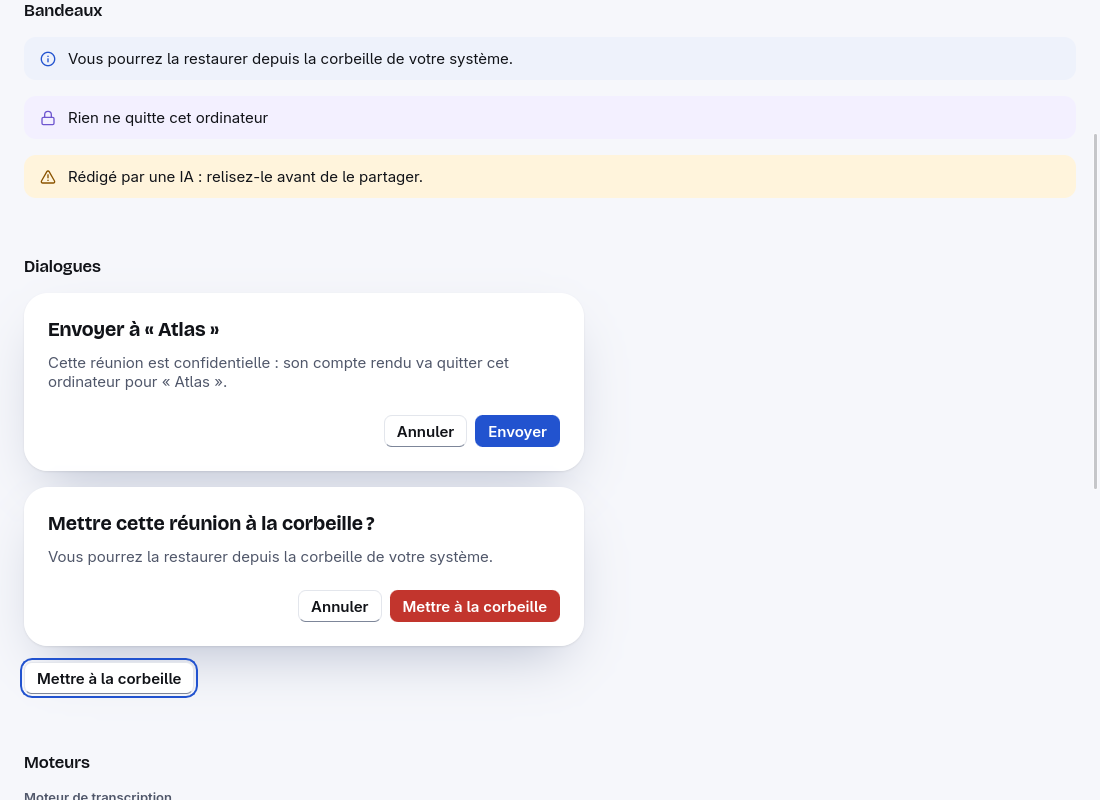 Bandeaux
Vous pourrez la restaurer depuis la corbeille de votre système.
Rien ne quitte cet ordinateur
Rédigé par une IA : relisez-le avant de le partager.
Dialogues
Envoyer à « Atlas »
Cette réunion est confidentielle : son compte rendu va quitter cet
ordinateur pour « Atlas ».
Annuler
Envoyer
Mettre cette réunion à la corbeille ?
Vous pourrez la restaurer depuis la corbeille de votre système.
Annuler
Mettre à la corbeille
Mettre à la corbeille
Moteurs
Moteur de transcription